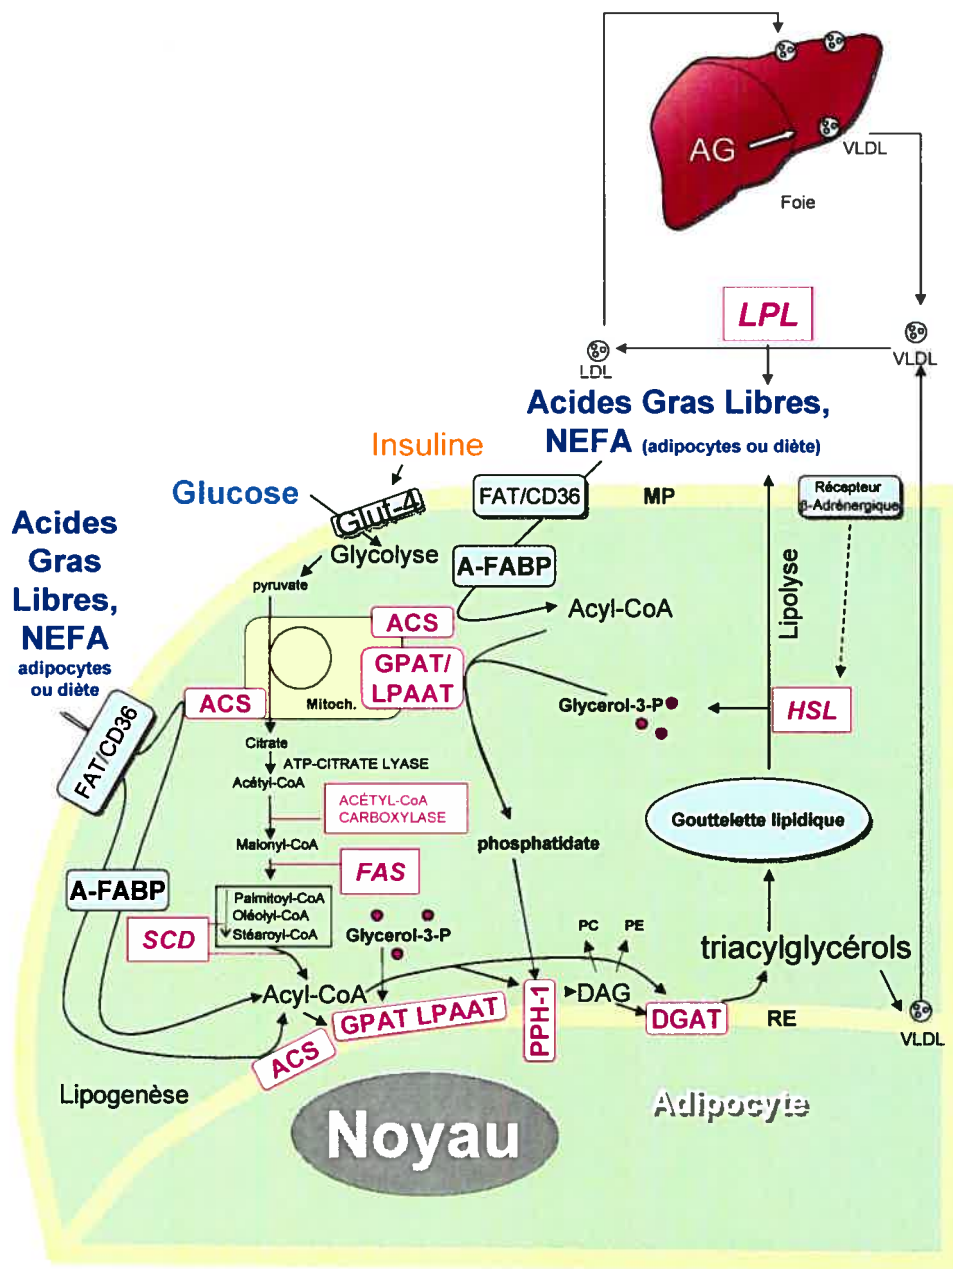 AG
VLDL
Foie
LPL
LDL
VLDL
Acides Gras Libres,
NEFA (adipocytes ou diète)
Insuline
Glucose
Glut-4
Glycolyse
pyruvate
FAT/CD36
MP
Récepteur
β-Adrénergique
Acides
Gras
Libres,
NEFA
adipocytes
ou diète
A-FABP
Acyl-CoA
Lipolyse
ACS
GPAT/
LPAAT
Mitoch.
ACS
Glycerol-3-P
HSL
FAT/CD36
Citrate
ATP-CITRATE LYASE
Acétyl-CoA
ACÉTYL-CoA
CARBOXYLASE
Malonyl-CoA
FAS
phosphatidate
Gouttelette lipidique
A-FABP
Palmitoyl-CoA
Oléolyl-CoA
Stéaroyl-CoA
SCD
Glycerol-3-P
PC
PE
triacylglycérols
Acyl-CoA
GPAT LPAAT
PPH-1
DAG
DGAT
RE
VLDL
ACS
Lipogenèse
Noyau
Adipocyte